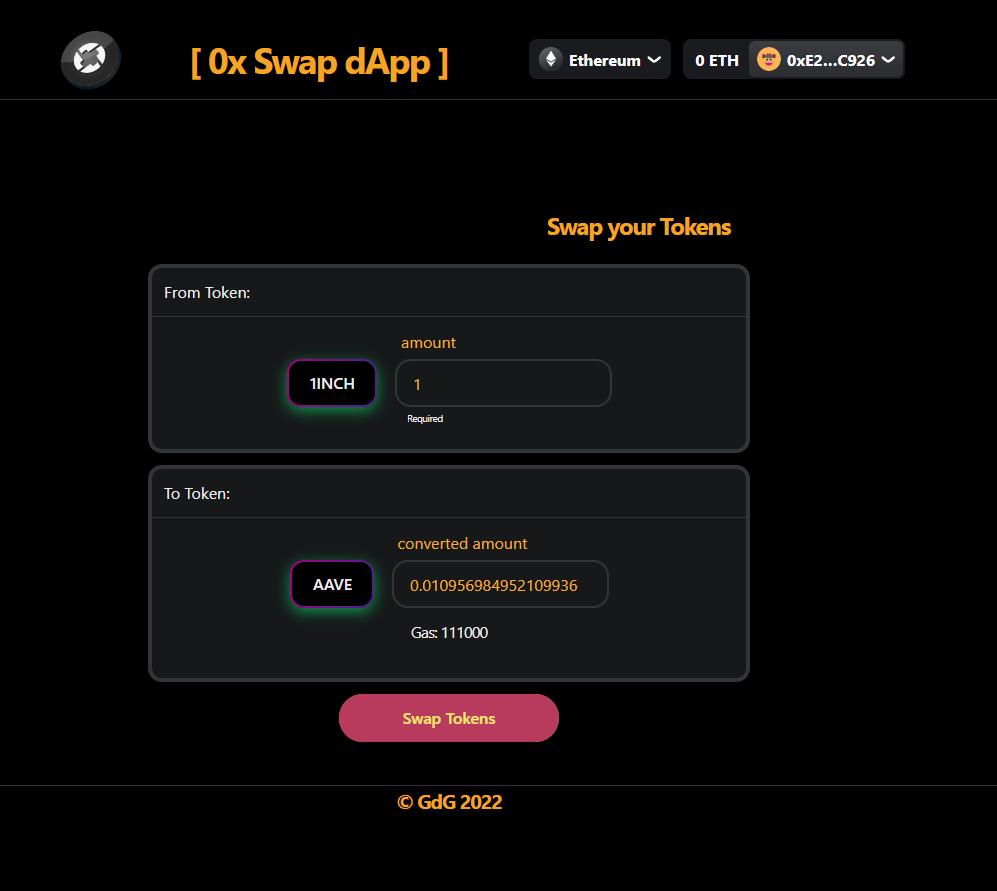 [ 0x Swap dApp ]
Ethereum
0 ETH
0xE2...C926
Swap your Tokens
From Token:
amount
1INCH
1
Required
To Token:
converted amount
AAVE
0.010956984952109936
Gas: 111000
Swap Tokens
© GdG 2022